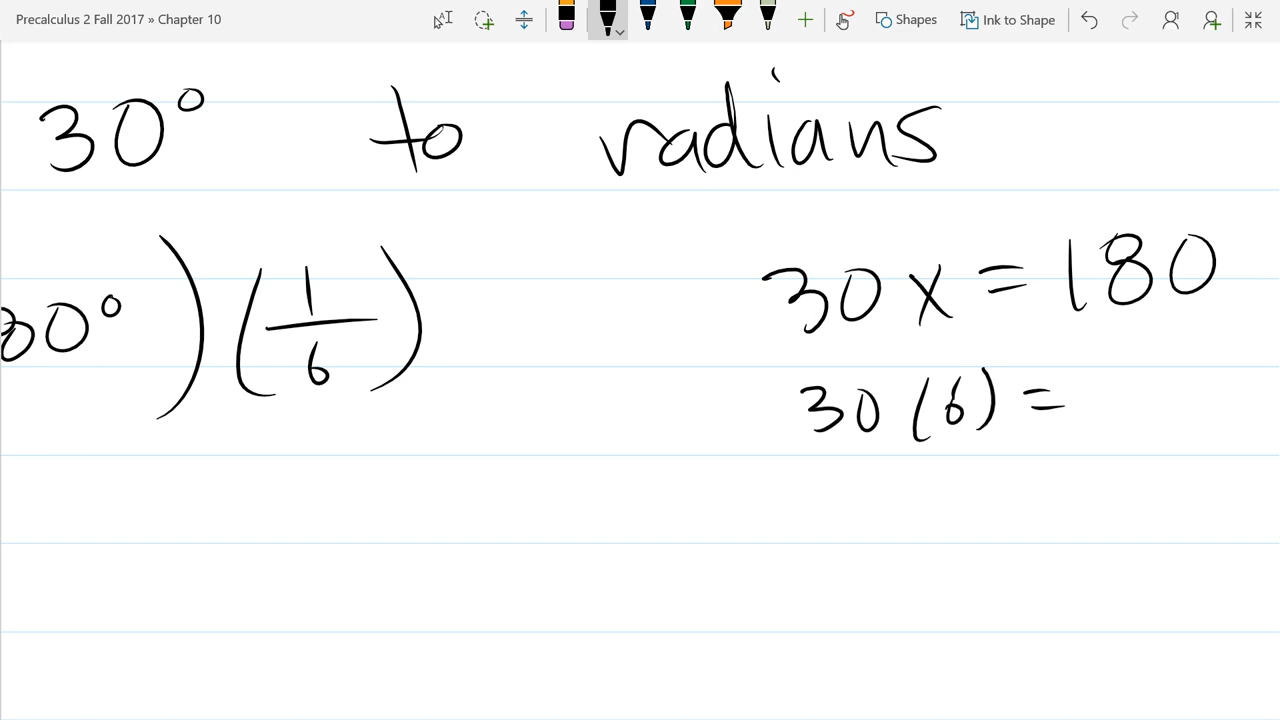 Precalculus 2 Fall 2017 » Chapter 10
Shapes
Ink to Shape
30° to radians
30°)(1/6)
30x = 180
30(6) =